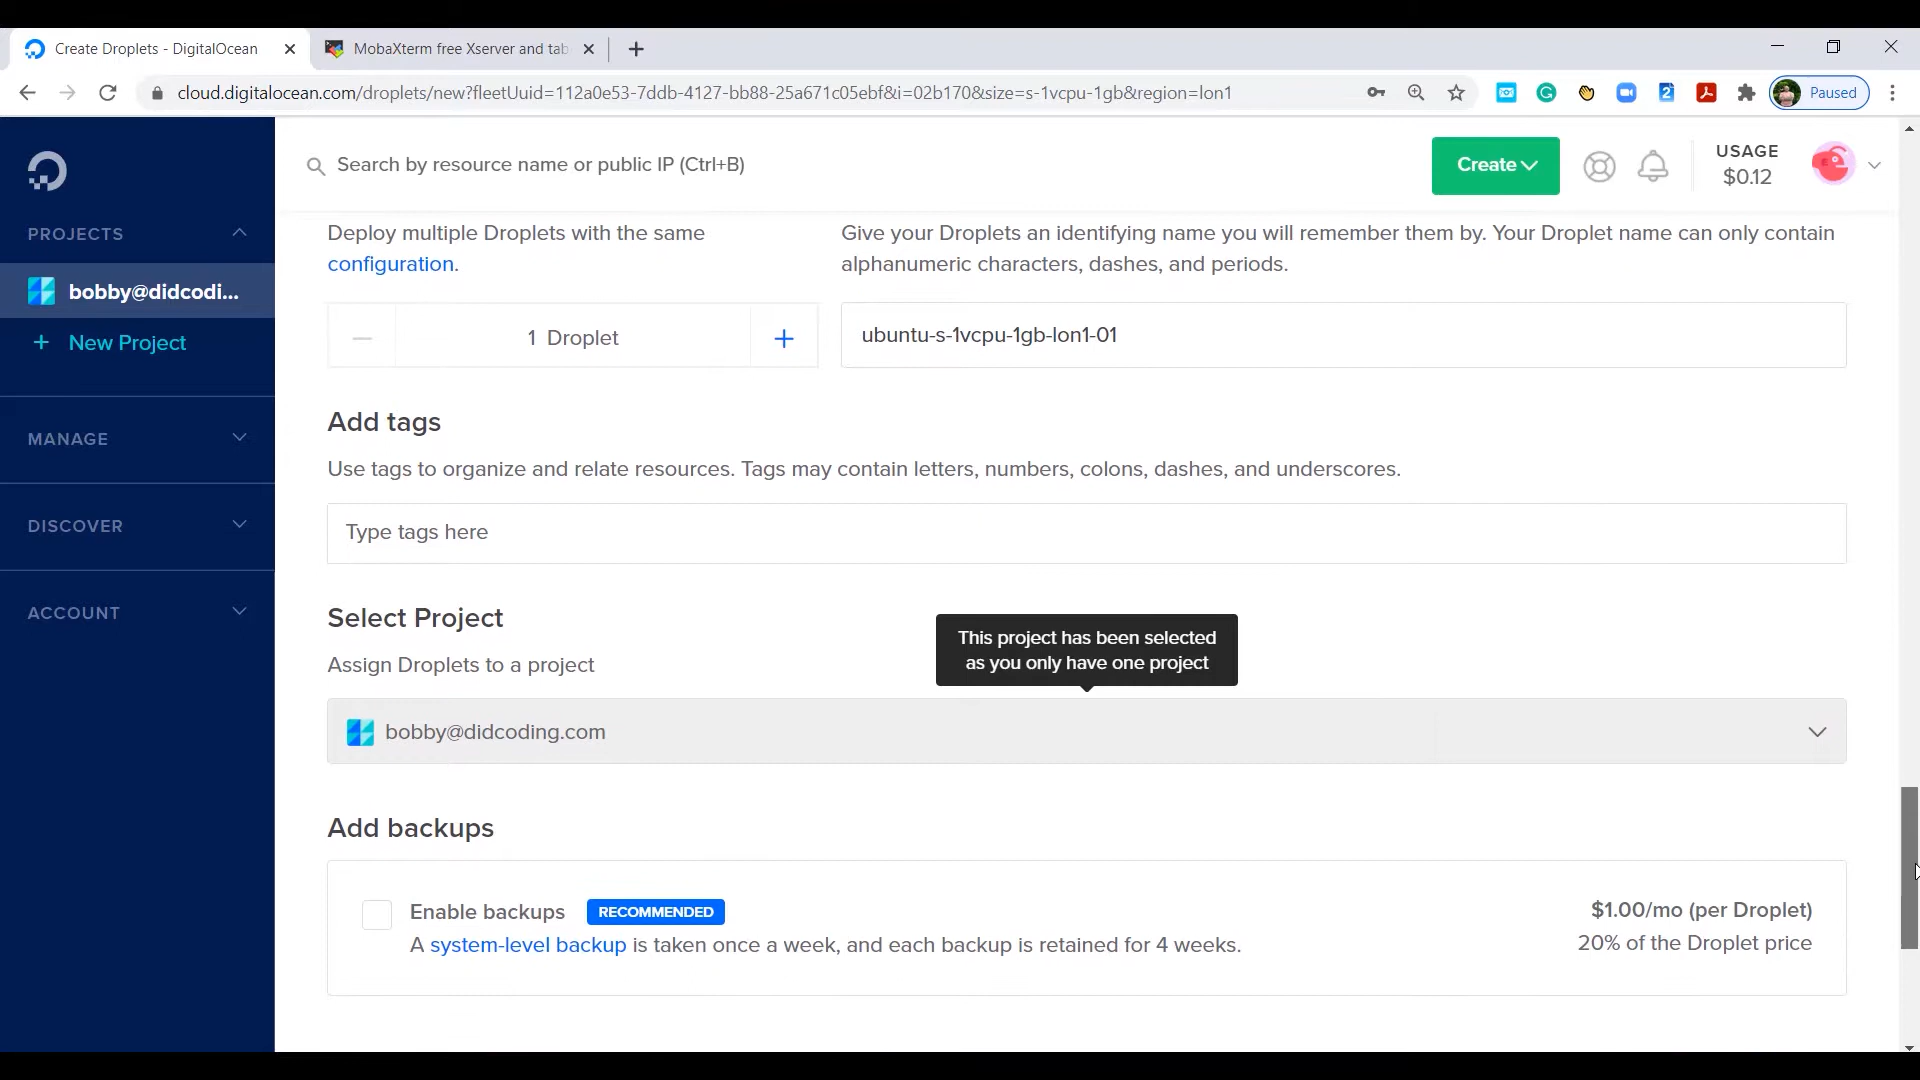 Create Droplets - DigitalOcean
MobaXterm free Xserver and tab
cloud.digitalocean.com/droplets/new?fleetUuid=112a0e53-7ddb-4127-bb88-25a671c05ebf&i=02b170&size=s-1vcpu-1gb&region=lon1
2
Paused
Search by resource name or public IP (Ctrl+B)
Create
USAGE
$0.12
PROJECTS
bobby@didcodi...
+ New Project
MANAGE
DISCOVER
ACCOUNT
Deploy multiple Droplets with the same
configuration.
1 Droplet
Give your Droplets an identifying name you will remember them by. Your Droplet name can only contain
alphanumeric characters, dashes, and periods.
ubuntu-s-1vcpu-1gb-lon1-01
Add tags
Use tags to organize and relate resources. Tags may contain letters, numbers, colons, dashes, and underscores.
Type tags here
Select Project
Assign Droplets to a project
This project has been selected
as you only have one project
bobby@didcoding.com
Add backups
Enable backups RECOMMENDED
A system-level backup is taken once a week, and each backup is retained for 4 weeks.
$1.00/mo (per Droplet)
20% of the Droplet price